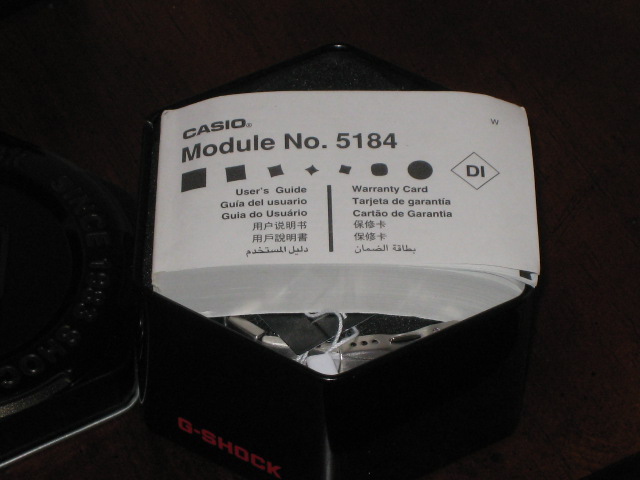 CASIO®
Module No. 5184
W
DI
User's Guide
Guía del usuario
Guia do Usuário
用户说明书
用戶說明書
دليل المستخدم
Warranty Card
Tarjeta de garantía
Cartão de Garantia
保修卡
保修卡
بطاقة الضمان
G-SHOCK
SHOCK